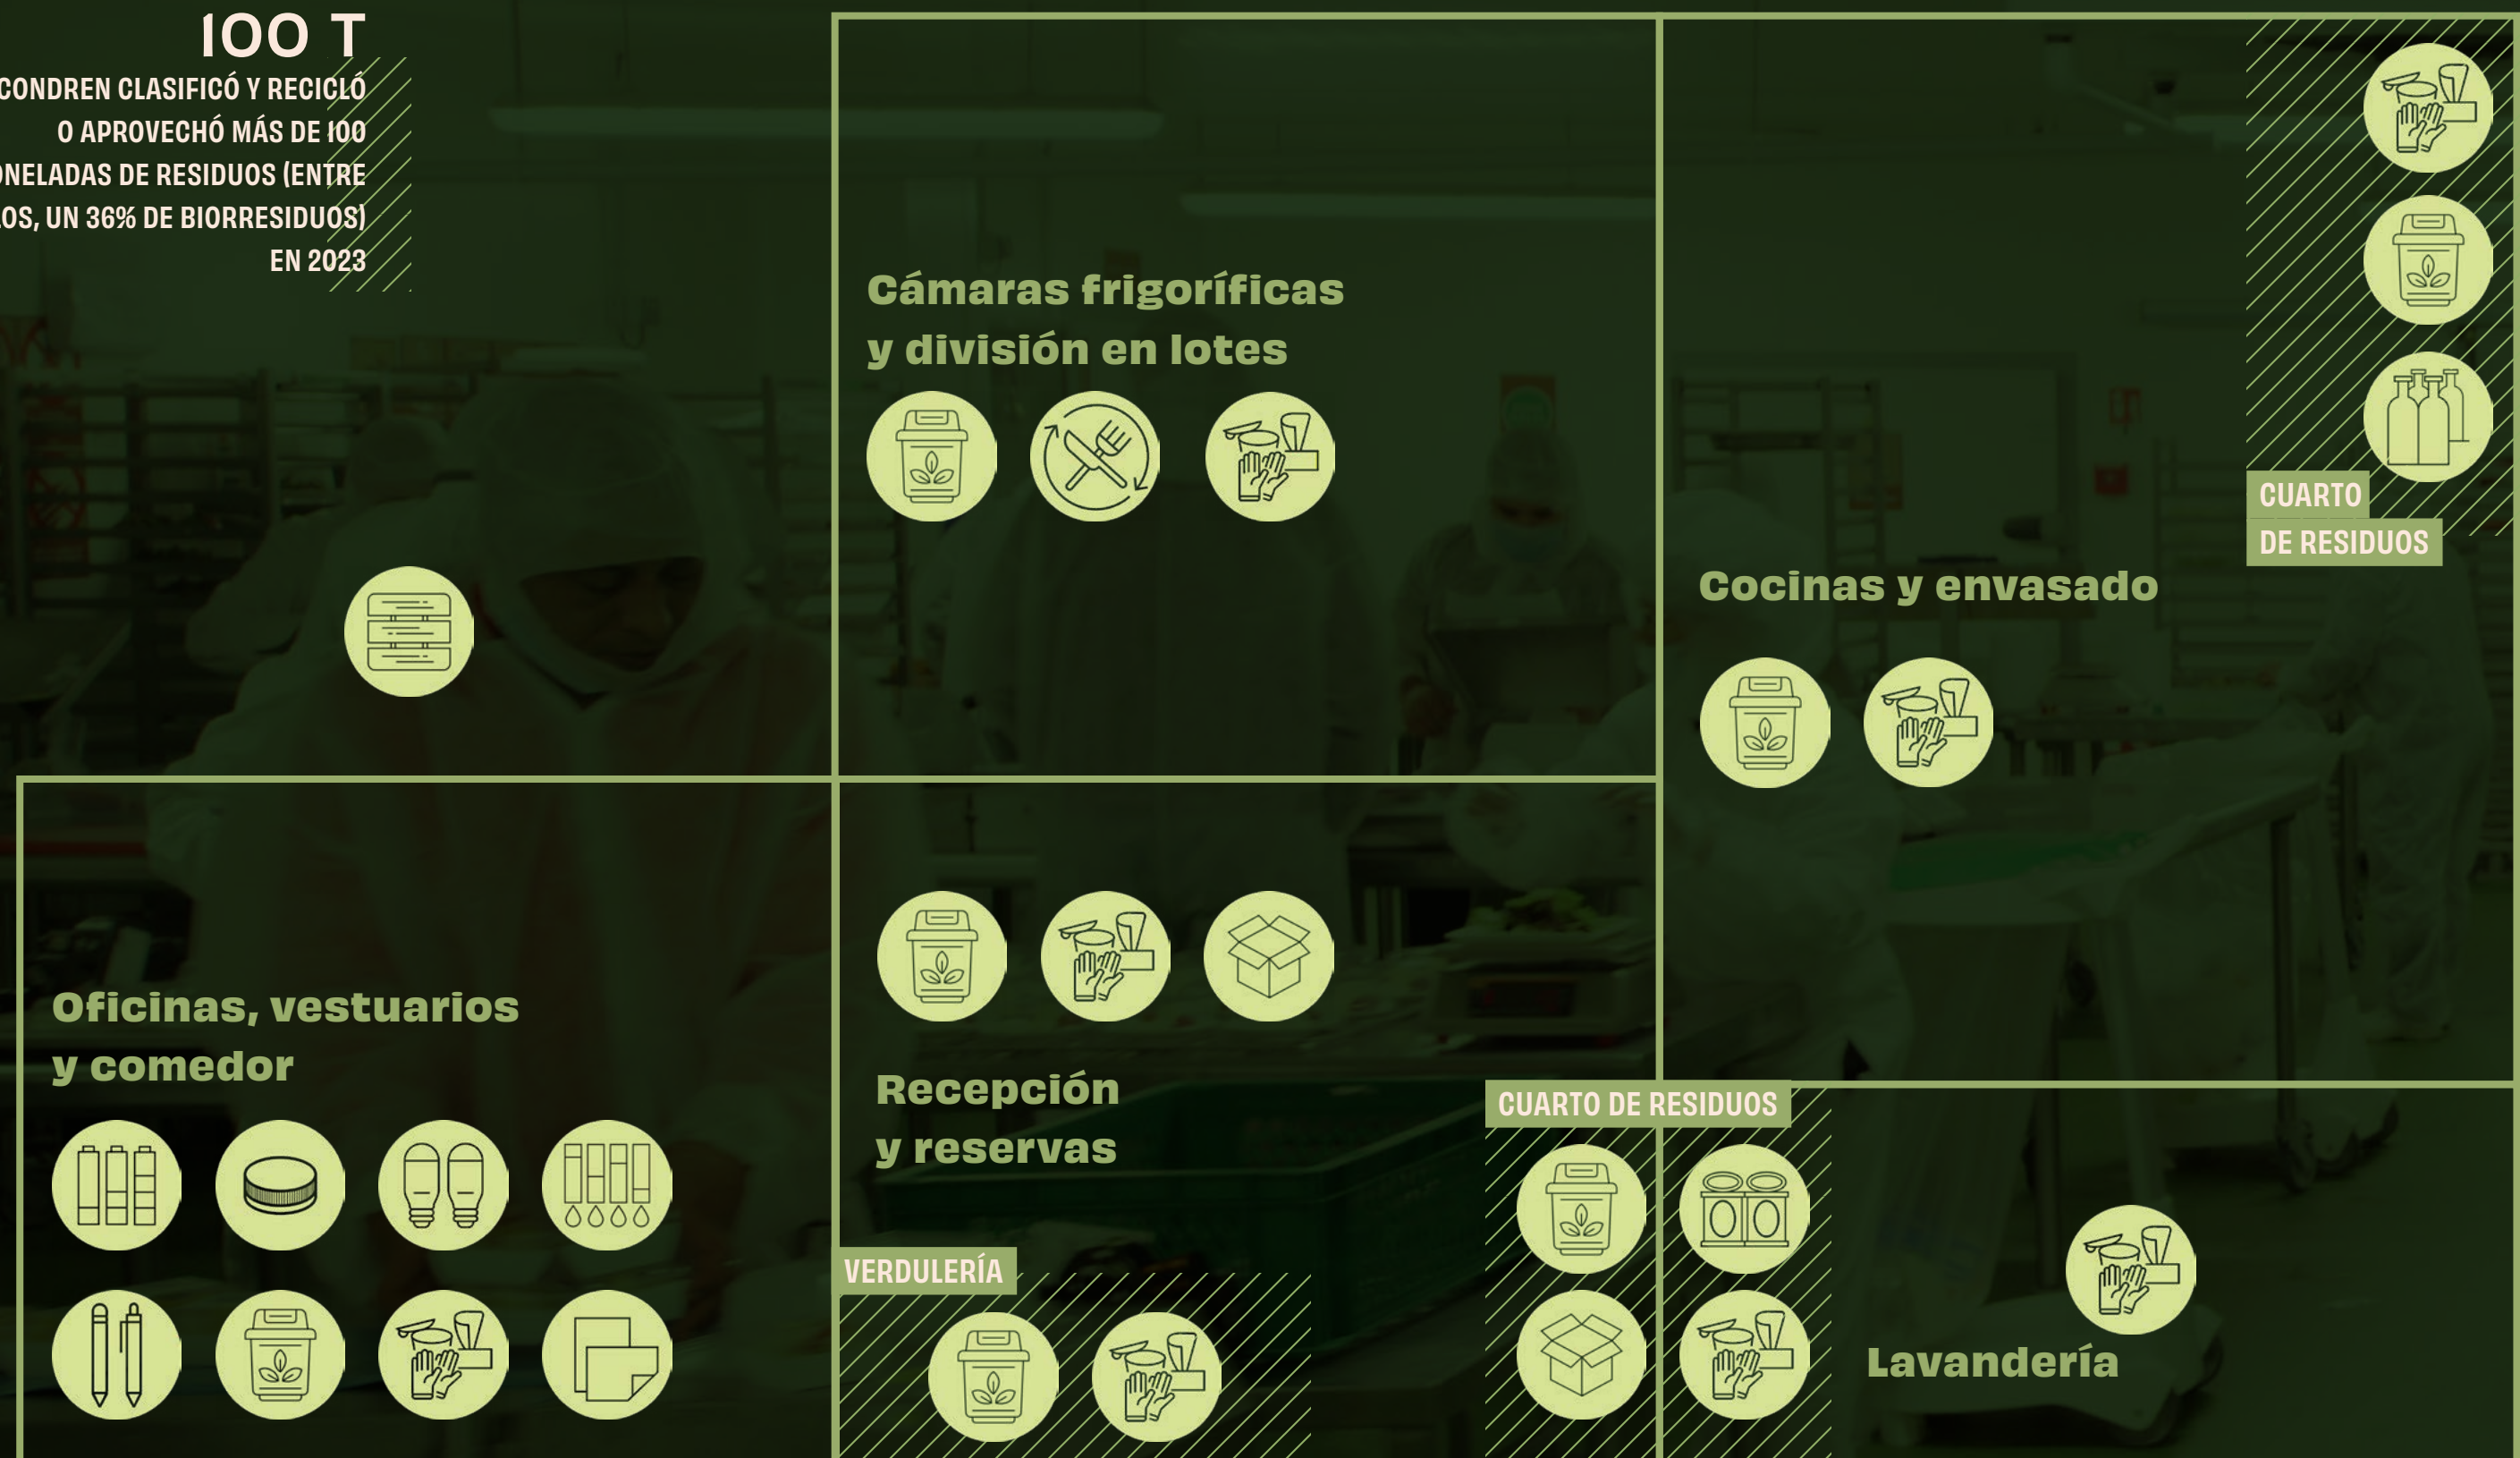 100 T
CONDREN CLASIFICÓ Y RECICLÓ
O APROVECHÓ MÁS DE 100
ONELADAS DE RESIDUOS (ENTRE
OS, UN 36% DE BIORRESIDUOS)
EN 2023
Cámaras frigoríficas
y división en lotes
CUARTO
DE RESIDUOS
Cocinas y envasado
Oficinas, vestuarios
y comedor
Recepción
y reservas
CUARTO DE RESIDUOS
VERDULERÍA
Lavandería